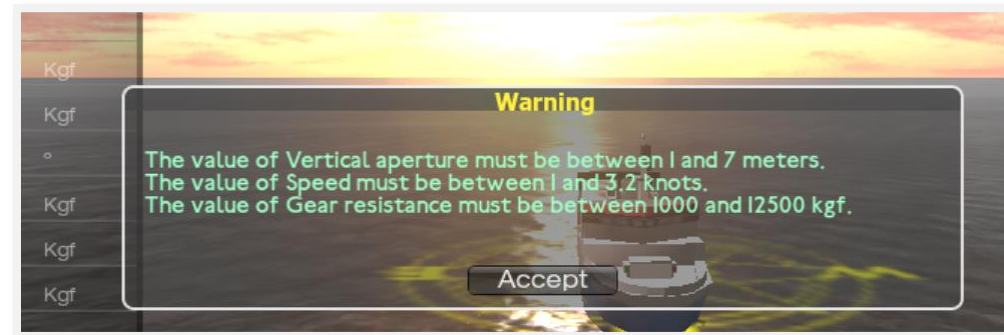 Kgf
Kgf
°
Kgf
Kgf
Kgf
Warning
The value of Vertical aperture must be between 1 and 7 meters.
The value of Speed must be between 1 and 3,2 knots.
The value of Gear resistance must be between 1000 and 12500 kgf.
Accept